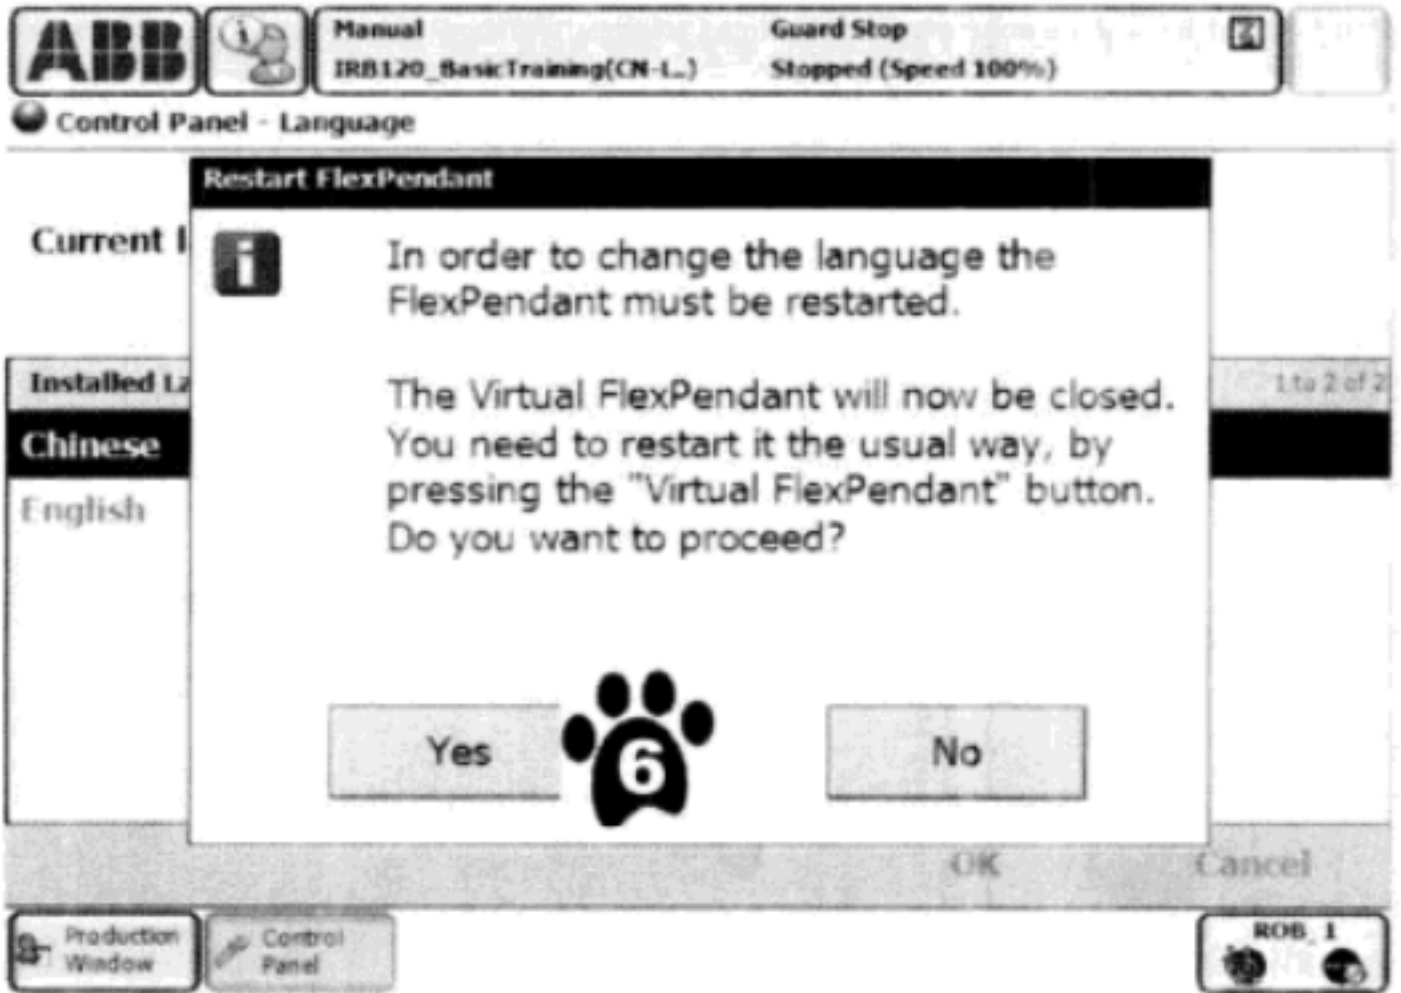 ABB
Manual
Guard Stop
IRB120_BasicTraining(CN-L..)
Stopped (Speed 100%)
Control Panel - Language
Restart FlexPendant
Current l
In order to change the language the
FlexPendant must be restarted.
Installed La
1 to 2 of 2
The Virtual FlexPendant will now be closed.
Chinese
You need to restart it the usual way, by
English
pressing the "Virtual FlexPendant" button.
Do you want to proceed?
Yes
6
No
OK
Cancel
Production
Window
Control
Panel
ROB_1